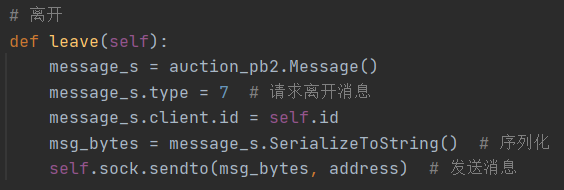 # 离开
def leave(self):
    message_s = auction_pb2.Message()
    message_s.type = 7  # 请求离开消息
    message_s.client.id = self.id
    msg_bytes = message_s.SerializeToString()  # 序列化
    self.sock.sendto(msg_bytes, address)  # 发送消息